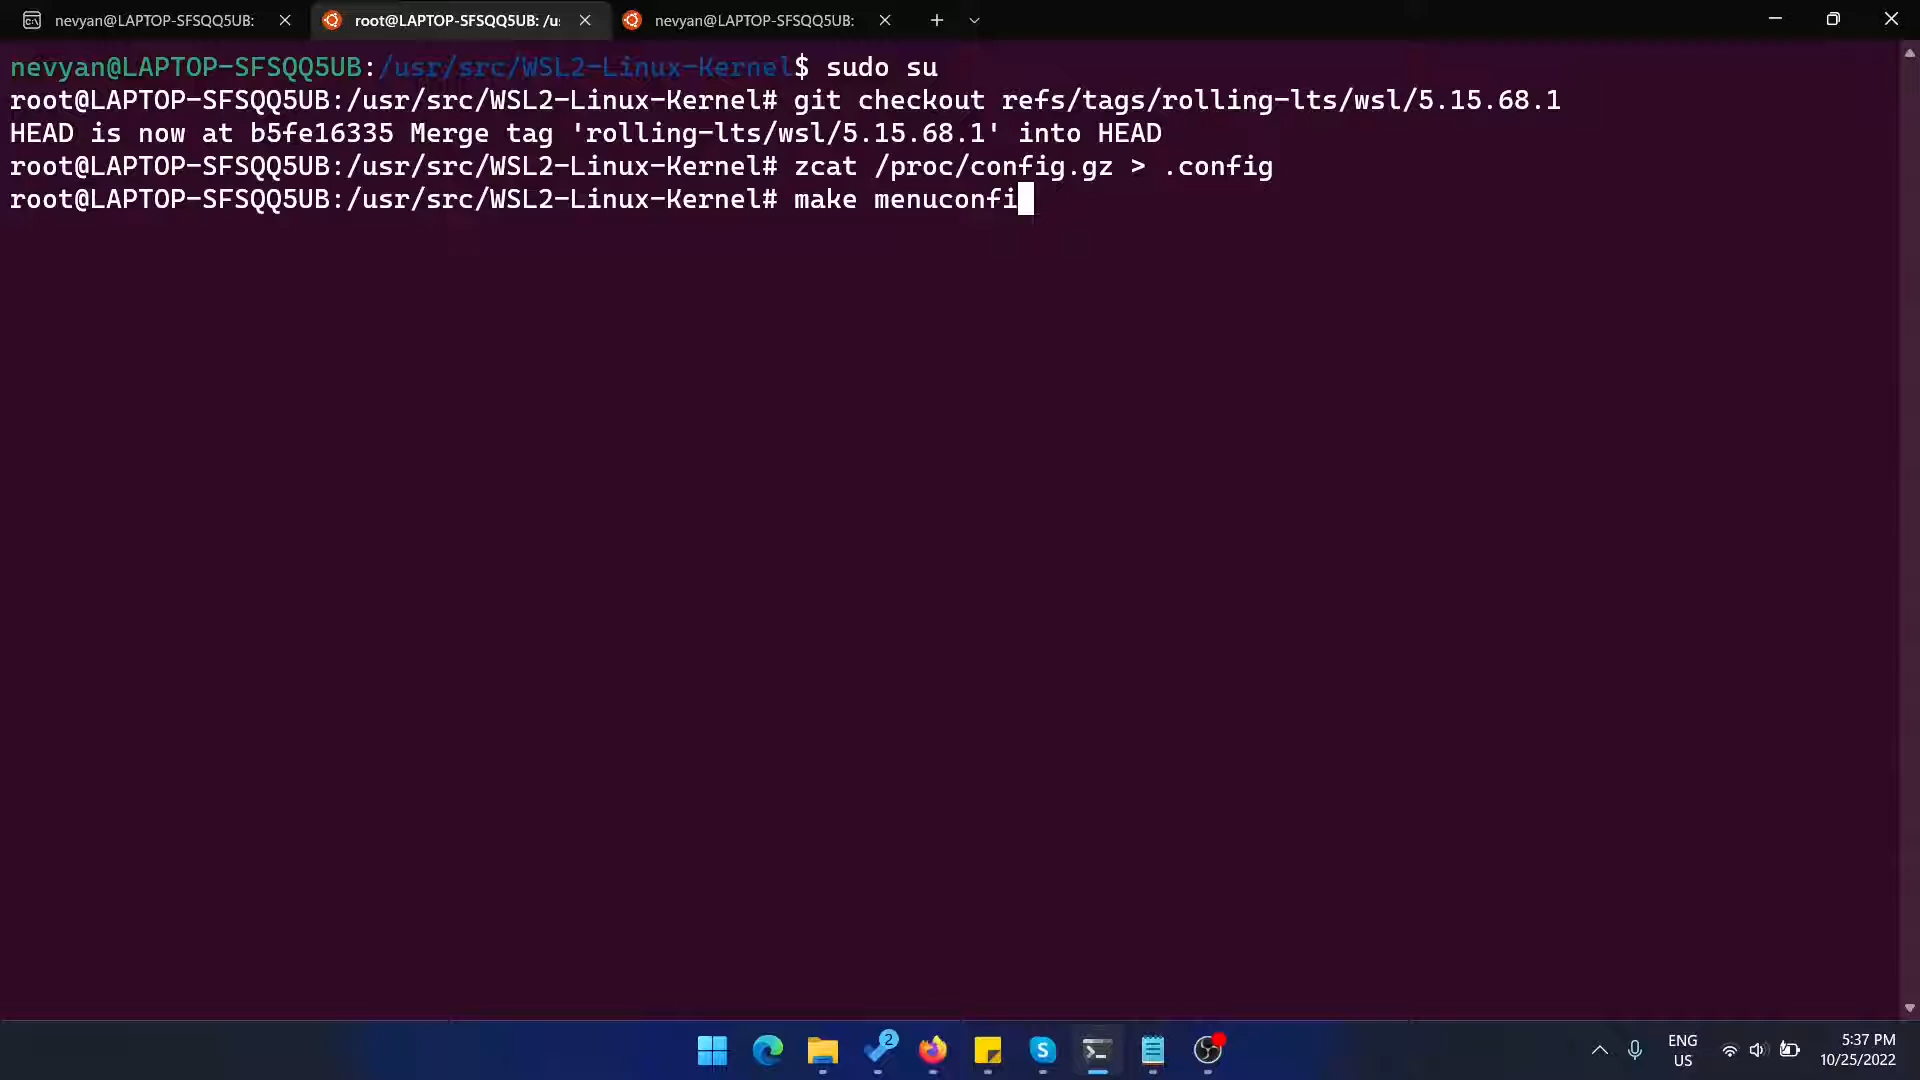 nevyan@LAPTOP-SFSQQ5UB:
root@LAPTOP-SFSQQ5UB: /u
nevyan@LAPTOP-SFSQQ5UB:
nevyan@LAPTOP-SFSQQ5UB:/usr/src/WSL2-Linux-Kernel$ sudo su
root@LAPTOP-SFSQQ5UB:/usr/src/WSL2-Linux-Kernel# git checkout refs/tags/rolling-lts/wsl/5.15.68.1
HEAD is now at b5fe16335 Merge tag 'rolling-lts/wsl/5.15.68.1' into HEAD
root@LAPTOP-SFSQQ5UB:/usr/src/WSL2-Linux-Kernel# zcat /proc/config.gz > .config
root@LAPTOP-SFSQQ5UB:/usr/src/WSL2-Linux-Kernel# make menuconfi
2
S
ENG
US
5:37 PM
10/25/2022